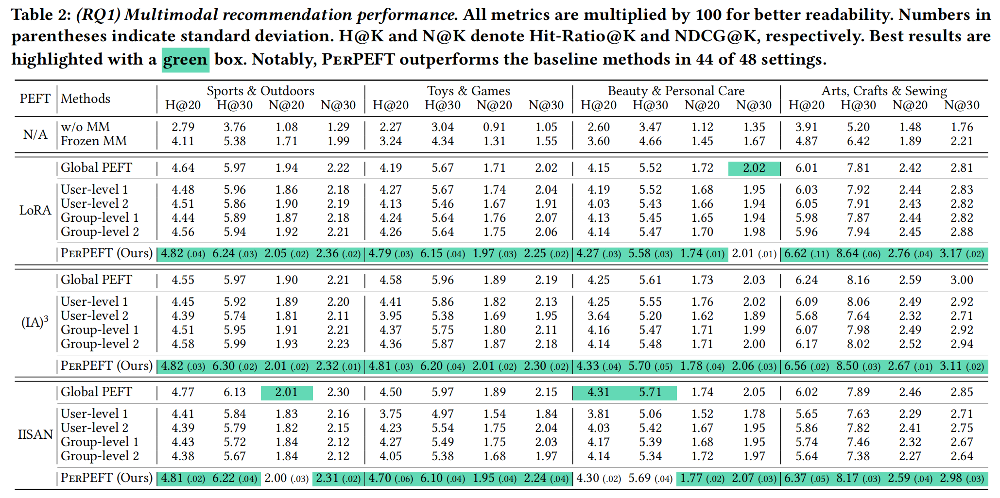 Table 2: (RQ1) Multimodal recommendation performance. All metrics are multiplied by 100 for better readability. Numbers in
parentheses indicate standard deviation. H@K and N@K denote Hit-Ratio@K and NDCG@K, respectively. Best results are
highlighted with a green box. Notably, PerPEFT outperforms the baseline methods in 44 of 48 settings.
PEFT Methods Sports & Outdoors Toys & Games Beauty & Personal Care Arts, Crafts & Sewing
H@20 H@30 N@20 N@30 H@20 H@30 N@20 N@30 H@20 H@30 N@20 N@30 H@20 H@30 N@20 N@30
N/A
w/o MM 2.79 3.76 1.08 1.29 2.27 3.04 0.91 1.05 2.60 3.47 1.12 1.35 3.91 5.20 1.48 1.76
Frozen MM 4.11 5.38 1.71 1.99 3.24 4.34 1.31 1.55 3.60 4.66 1.45 1.67 4.87 6.42 1.89 2.21
LoRA
Global PEFT 4.64 5.97 1.94 2.22 4.19 5.67 1.71 2.02 4.15 5.52 1.72 2.02 6.01 7.81 2.42 2.81
User-level 1 4.48 5.96 1.86 2.18 4.27 5.67 1.74 2.04 4.19 5.52 1.68 1.95 6.03 7.92 2.44 2.83
User-level 2 4.51 5.86 1.90 2.19 4.13 5.46 1.67 1.91 4.03 5.43 1.66 1.94 6.05 7.91 2.43 2.82
Group-level 1 4.44 5.89 1.87 2.18 4.24 5.64 1.76 2.07 4.13 5.45 1.65 1.94 5.98 7.87 2.44 2.82
Group-level 2 4.56 5.94 1.92 2.21 4.26 5.64 1.75 2.06 4.14 5.47 1.70 1.98 5.96 7.94 2.45 2.88
PerPEFT (Ours) 4.82 (.04) 6.24 (.03) 2.05 (.02) 2.36 (.02) 4.79 (.03) 6.15 (.04) 1.97 (.03) 2.25 (.02) 4.27 (.03) 5.58 (.03) 1.74 (.01) 2.01 (.01) 6.62 (.11) 8.64 (.06) 2.76 (.04) 3.17 (.02)
(IA)³
Global PEFT 4.55 5.97 1.90 2.21 4.58 5.96 1.89 2.19 4.25 5.61 1.73 2.03 6.24 8.16 2.59 3.00
User-level 1 4.45 5.92 1.89 2.20 4.41 5.86 1.82 2.13 4.25 5.55 1.76 2.02 6.09 8.06 2.49 2.92
User-level 2 4.39 5.74 1.81 2.11 3.95 5.38 1.69 1.95 3.64 5.20 1.62 1.89 5.68 7.64 2.32 2.71
Group-level 1 4.51 5.95 1.91 2.21 4.37 5.75 1.80 2.11 4.16 5.47 1.71 1.99 6.07 7.98 2.49 2.92
Group-level 2 4.58 5.99 1.93 2.23 4.36 5.87 1.87 2.18 4.14 5.48 1.71 2.00 6.17 8.02 2.52 2.94
PerPEFT (Ours) 4.82 (.03) 6.30 (.02) 2.01 (.02) 2.32 (.01) 4.81 (.03) 6.20 (.04) 2.01 (.02) 2.30 (.02) 4.33 (.04) 5.70 (.05) 1.78 (.04) 2.06 (.03) 6.56 (.02) 8.50 (.03) 2.67 (.01) 3.11 (.02)
IISAN
Global PEFT 4.77 6.13 2.01 2.30 4.50 5.97 1.89 2.15 4.31 5.71 1.74 2.05 6.02 7.89 2.46 2.85
User-level 1 4.41 5.84 1.83 2.16 3.75 4.97 1.54 1.84 3.81 5.06 1.52 1.78 5.65 7.63 2.29 2.71
User-level 2 4.39 5.79 1.82 2.15 4.23 5.54 1.75 2.04 4.03 5.42 1.67 1.95 5.86 7.82 2.41 2.75
Group-level 1 4.43 5.72 1.84 2.12 4.27 5.49 1.75 2.03 4.17 5.39 1.68 1.95 5.74 7.46 2.32 2.67
Group-level 2 4.38 5.67 1.84 2.12 4.05 5.38 1.68 1.97 4.14 5.34 1.72 1.97 5.64 7.38 2.27 2.64
PerPEFT (Ours) 4.81 (.02) 6.22 (.04) 2.00 (.03) 2.31 (.02) 4.70 (.06) 6.10 (.04) 1.95 (.04) 2.24 (.04) 4.30 (.02) 5.69 (.04) 1.77 (.02) 2.07 (.03) 6.37 (.05) 8.17 (.03) 2.59 (.04) 2.98 (.03)